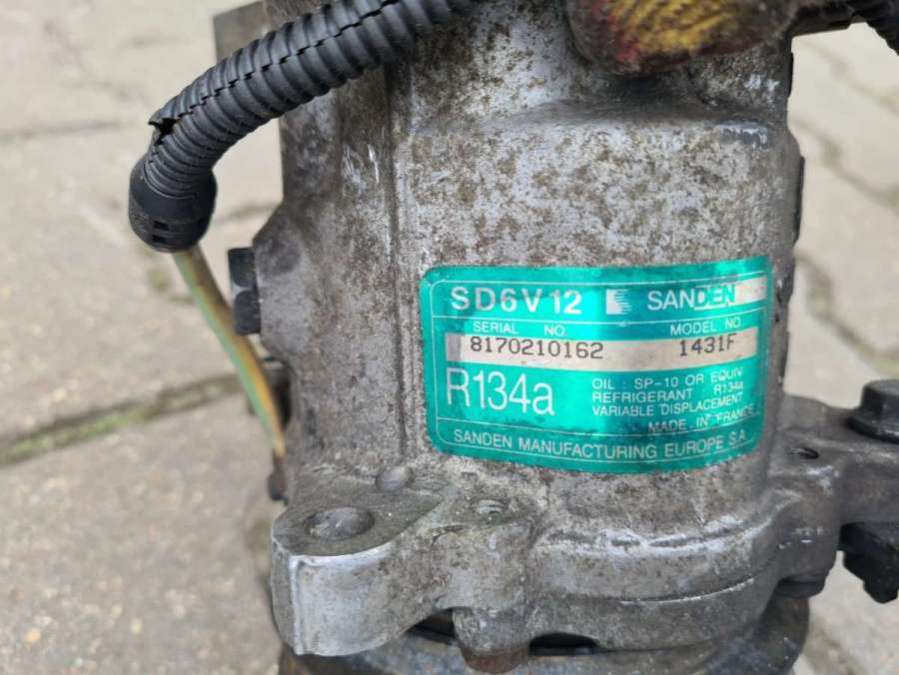 SD6V12 SANDEN
SERIAL NO MODEL NO
8170210162 1431F
R134a
OIL : SP-10 OR EQUIV
REFRIGERANT : R134a
VARIABLE DISPLACEMENT
MADE IN FRANCE
SANDEN MANUFACTURING EUROPE S.A.